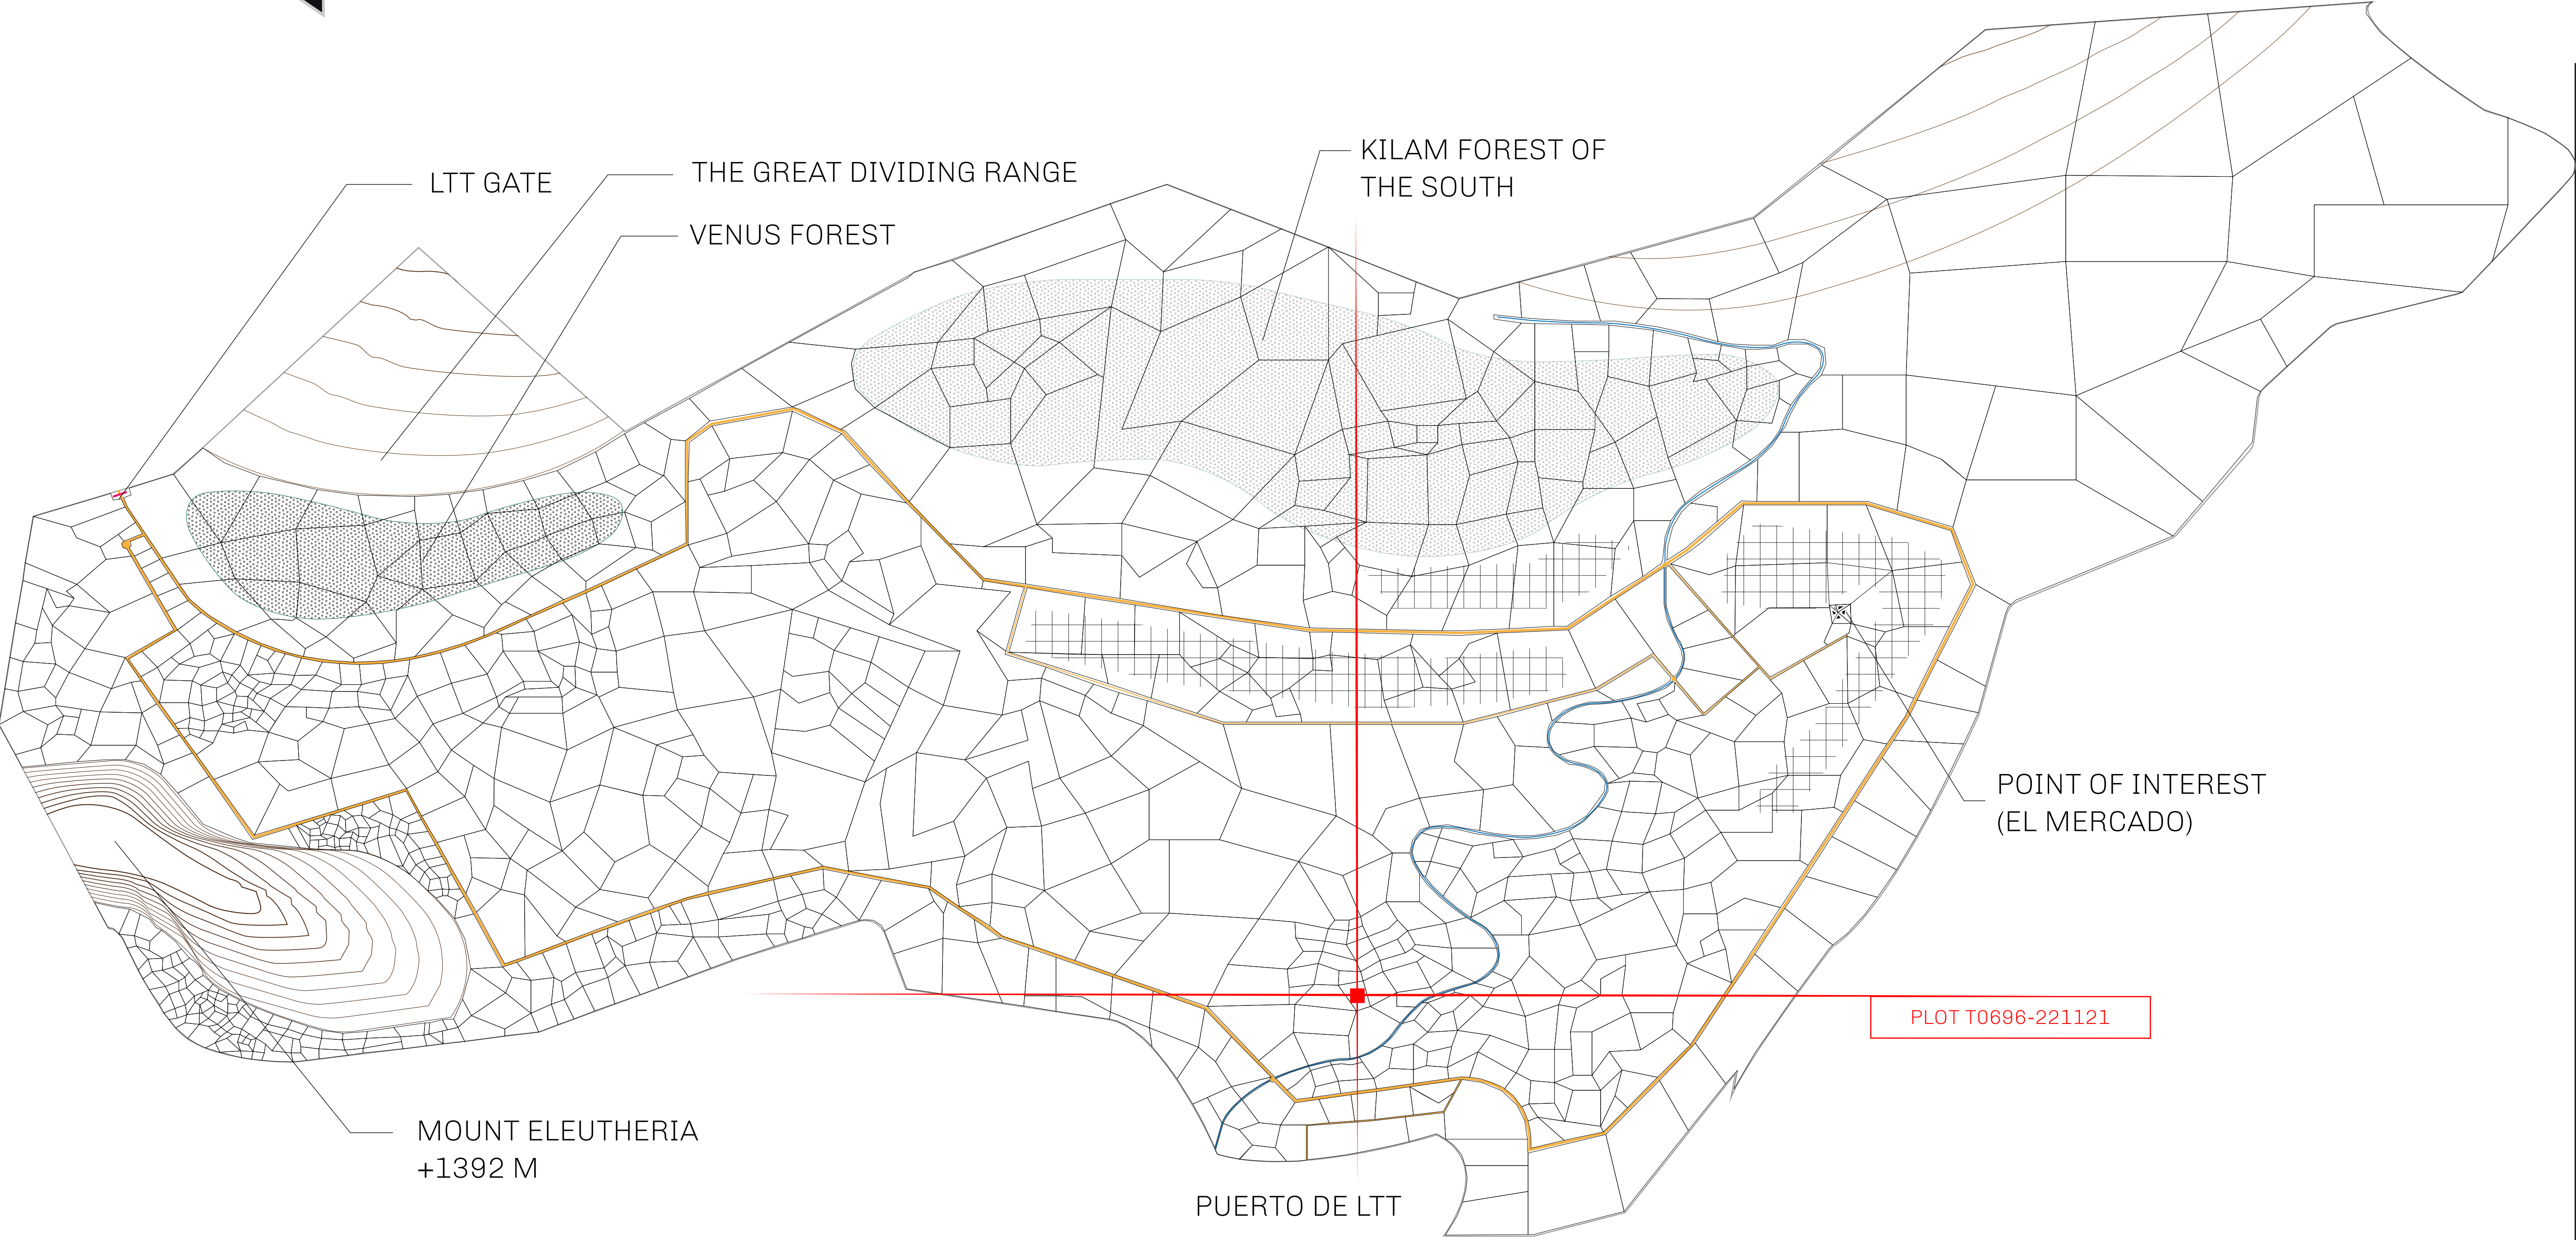 KILAM FOREST OF
THE SOUTH
THE GREAT DIVIDING RANGE
LTT GATE
VENUS FOREST
POINT OF INTEREST
(EL MERCADO)
PLOT T0696-221121
MOUNT ELEUTHERIA
+1392 M
PUERTO DE LTT